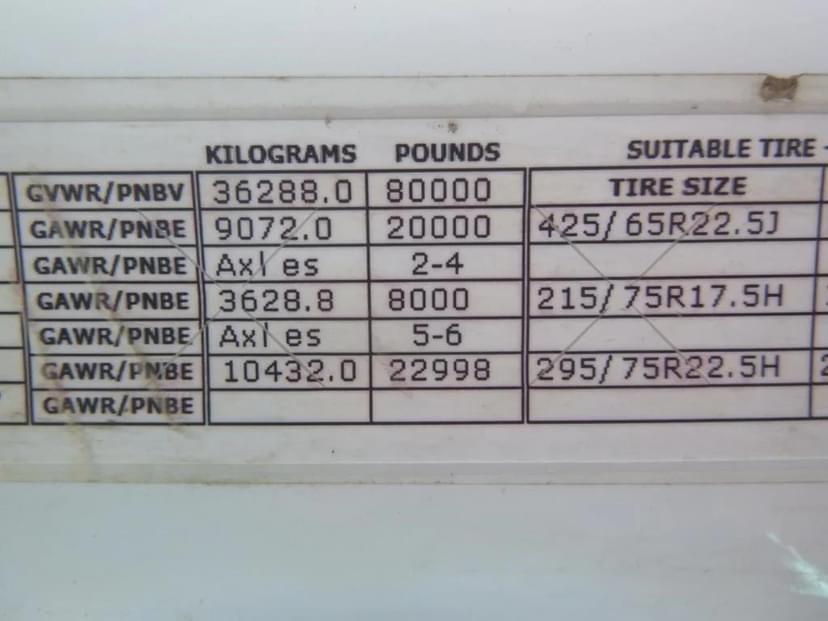 KILOGRAMS POUNDS SUITABLE TIRE -
GVWR/PNBV 36288.0 80000 TIRE SIZE
GAWR/PNBE 9072.0 20000 425/65R22.5J
GAWR/PNBE Axles 2-4
GAWR/PNBE 3628.8 8000 215/75R17.5H
GAWR/PNBE Axles 5-6
GAWR/PNBE 10432.0 22998 295/75R22.5H 2
GAWR/PNBE